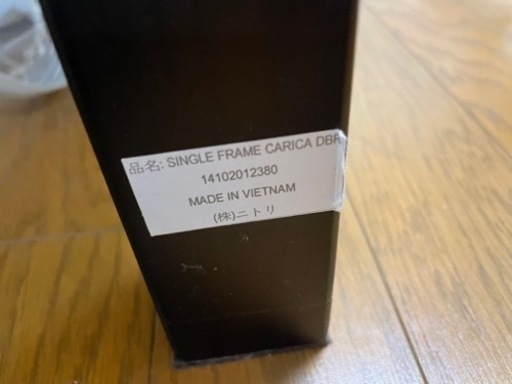 品名: SINGLE FRAME CARICA DBR
14102012380
MADE IN VIETNAM
(株)ニトリ